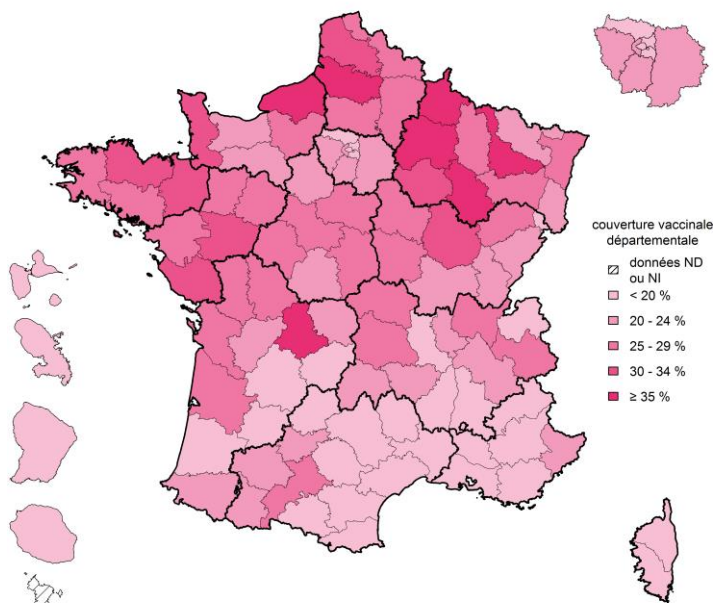 couverture vaccinale
départementale
données ND
ou NI
< 20 %
20 - 24 %
25 - 29 %
30 - 34 %
≥ 35 %